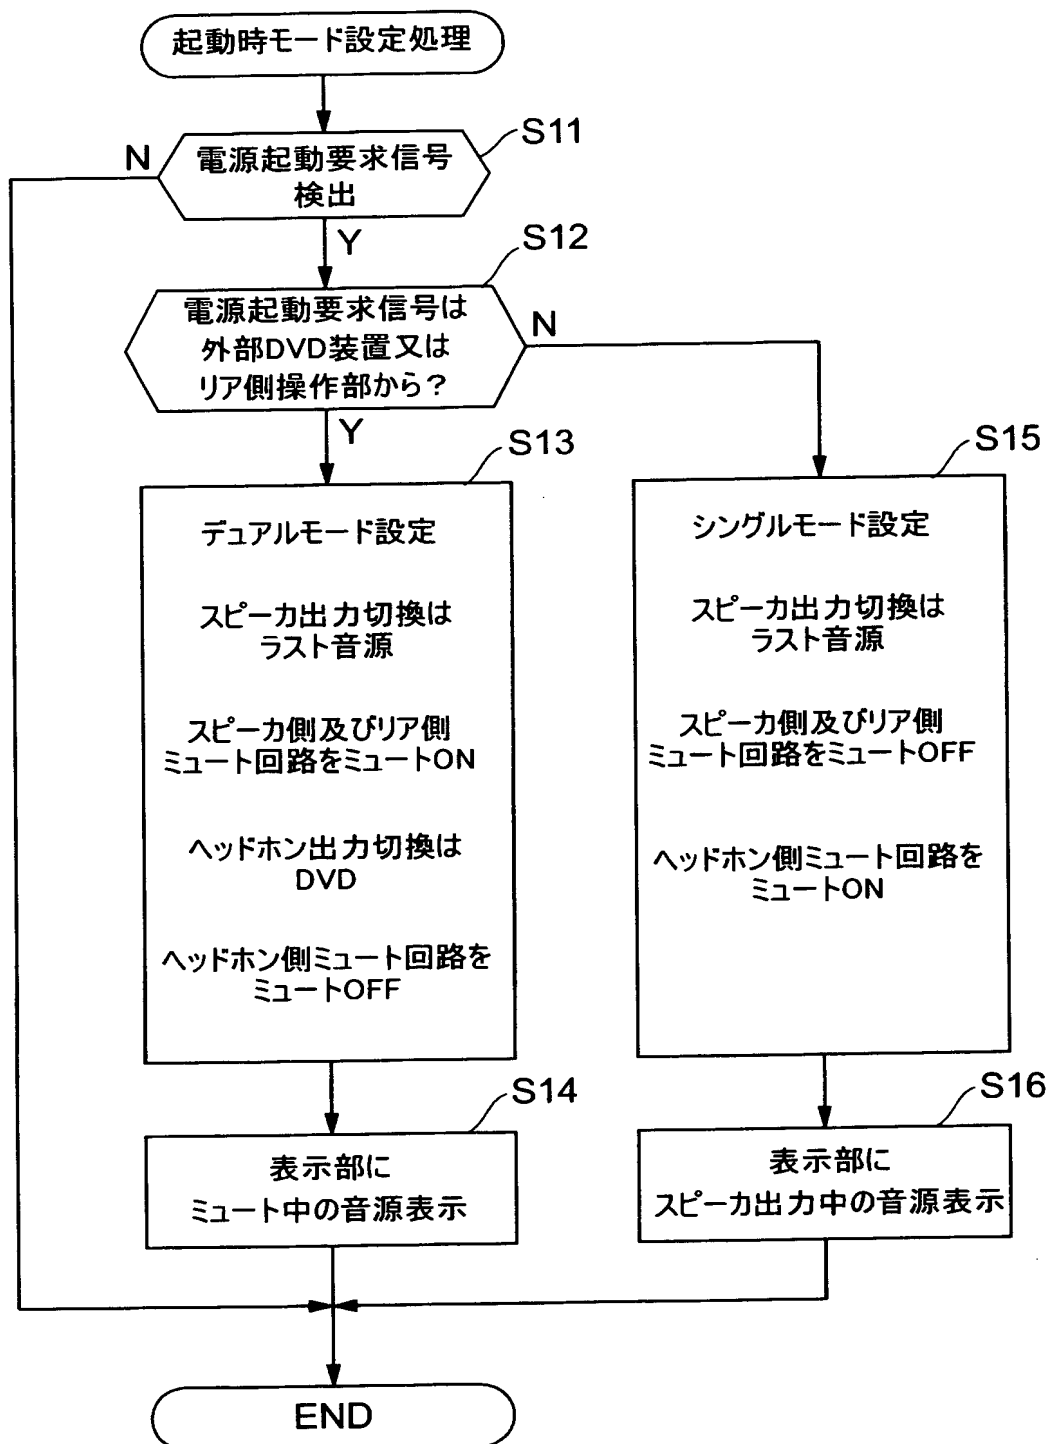 起動時モード設定処理
S11
N
電源起動要求信号
検出
Y
S12
電源起動要求信号は
外部DVD装置又は
リア側操作部から?
N
Y
S13
デュアルモード設定
スピーカ出力切換は
ラスト音源
スピーカ側及びリア側
ミュート回路をミュートON
ヘッドホン出力切換は
DVD
ヘッドホン側ミュート回路を
ミュートOFF
S15
シングルモード設定
スピーカ出力切換は
ラスト音源
スピーカ側及びリア側
ミュート回路をミュートOFF
ヘッドホン側ミュート回路を
ミュートON
S14
表示部に
ミュート中の音源表示
S16
表示部に
スピーカ出力中の音源表示
END